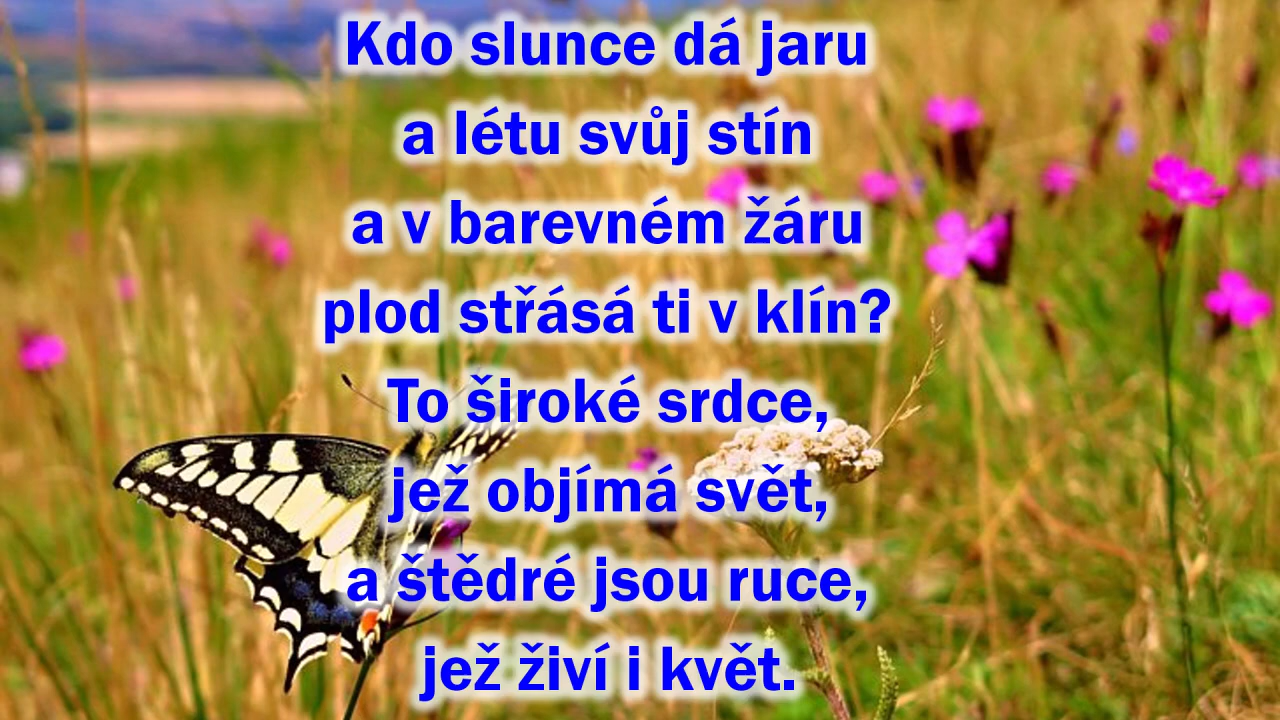 Kdo slunce dá jaru
a létu svůj stín
a v barevném žáru
plod střásá ti v klín?
To široké srdce,
jež objímá svět,
a štědré jsou ruce,
jež živí i květ.